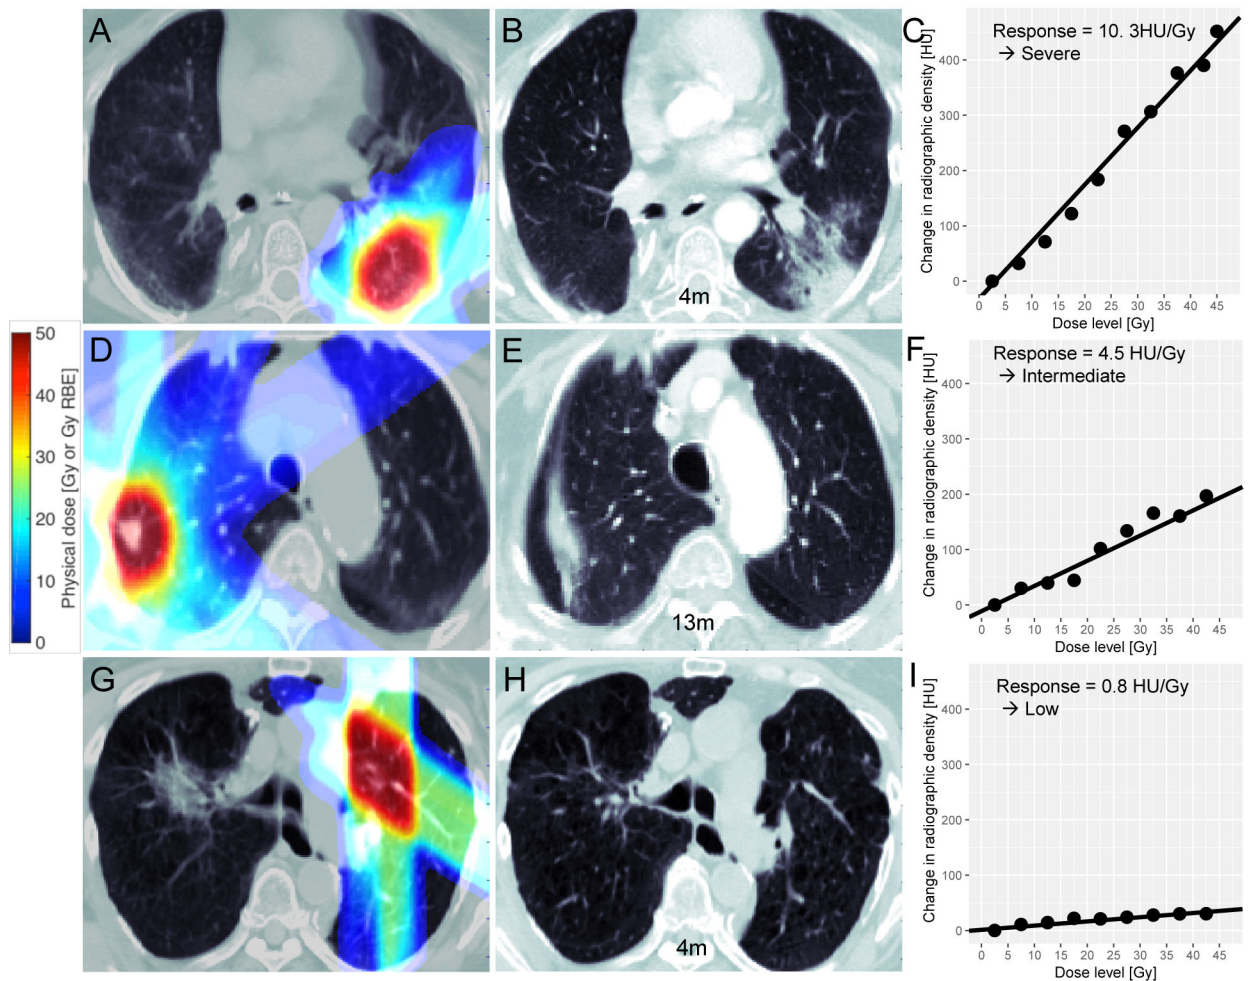 A
B
C
Response = 10. 3HU/Gy
→ Severe
Change in radiographic density [HU]
400
300
200
100
0
0 5 10 15 20 25 30 35 40 45
Dose level [Gy]
4m
Physical dose [Gy or Gy RBE]
50
40
30
20
10
0
D
E
F
Response = 4.5 HU/Gy
→ Intermediate
Change in radiographic density [HU]
400
300
200
100
0
0 5 10 15 20 25 30 35 40 45
Dose level [Gy]
13m
G
H
I
Response = 0.8 HU/Gy
→ Low
Change in radiographic density [HU]
400
300
200
100
0
0 5 10 15 20 25 30 35 40 45
Dose level [Gy]
4m